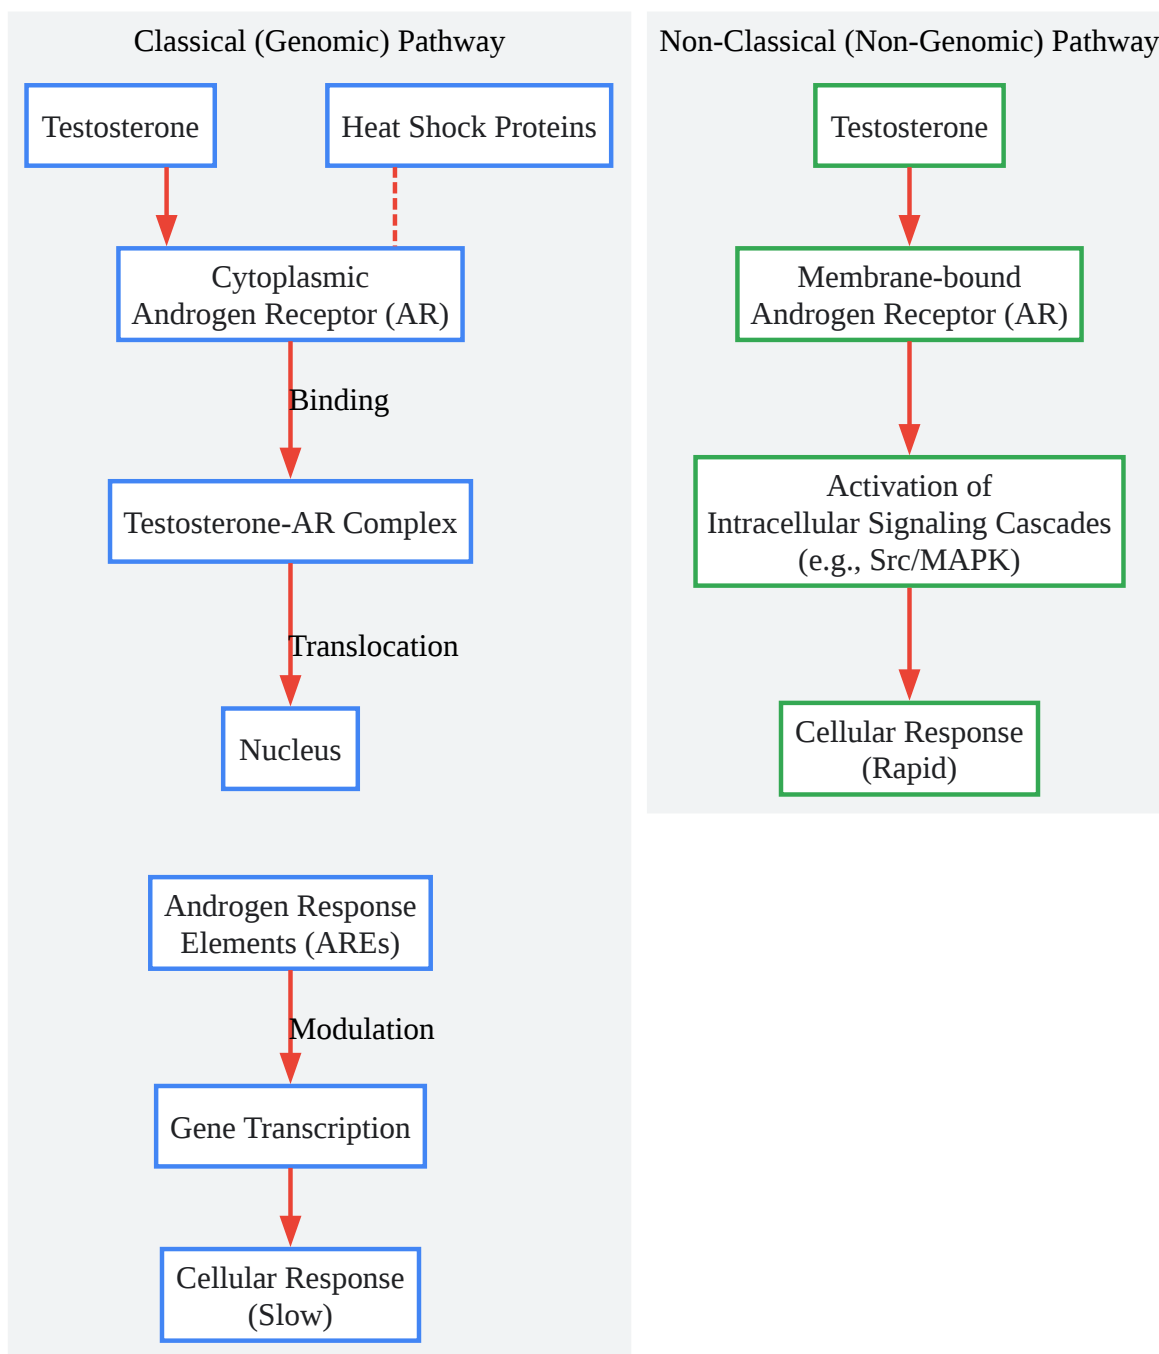 Classical (Genomic) Pathway
Testosterone
Heat Shock Proteins
Cytoplasmic
Androgen Receptor (AR)
Binding
Testosterone-AR Complex
Translocation
Nucleus
Androgen Response
Elements (AREs)
Modulation
Gene Transcription
Cellular Response
(Slow)
Non-Classical (Non-Genomic) Pathway
Testosterone
Membrane-bound
Androgen Receptor (AR)
Activation of
Intracellular Signaling Cascades
(e.g., Src/MAPK)
Cellular Response
(Rapid)